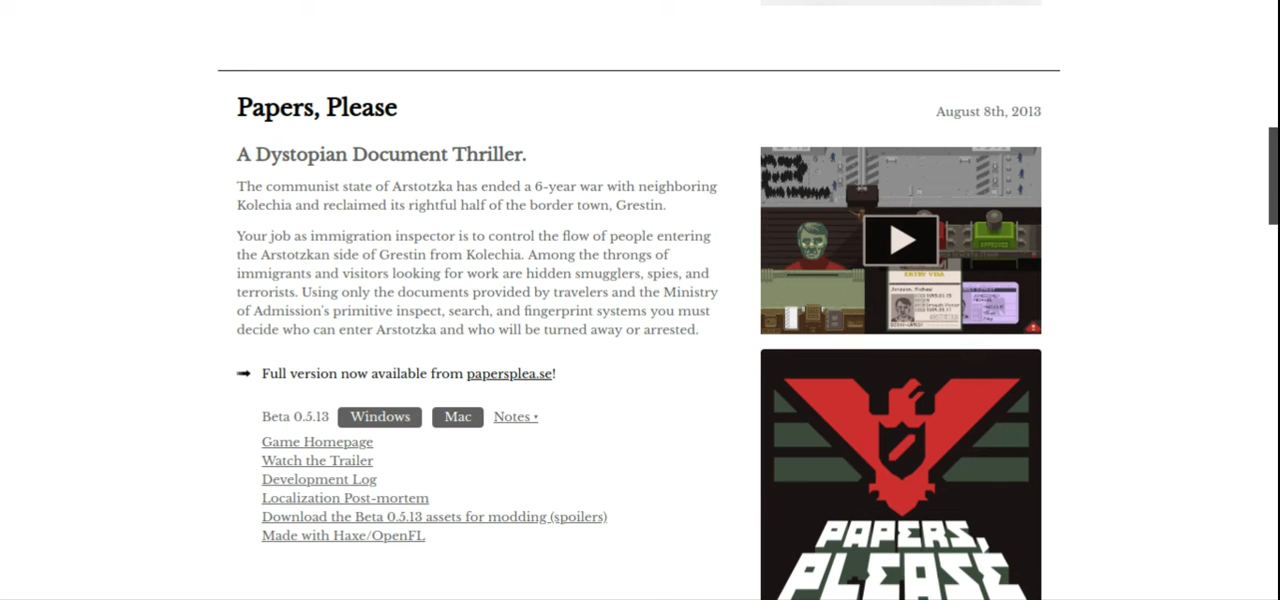 Papers, Please
August 8th, 2013
A Dystopian Document Thriller.
The communist state of Arstotzka has ended a 6-year war with neighboring
Kolechia and reclaimed its rightful half of the border town, Grestin.
Your job as immigration inspector is to control the flow of people entering
the Arstotzkan side of Grestin from Kolechia. Among the throngs of
immigrants and visitors looking for work are hidden smugglers, spies, and
terrorists. Using only the documents provided by travelers and the Ministry
of Admission's primitive inspect, search, and fingerprint systems you must
decide who can enter Arstotzka and who will be turned away or arrested.
➟ Full version now available from papersplea.se!
Beta 0.5.13 Windows Mac Notes ▾
Game Homepage
Watch the Trailer
Development Log
Localization Post-mortem
Download the Beta 0.5.13 assets for modding (spoilers)
Made with Haxe/OpenFL
APPROVED
ENTRY VISA
PAPERS,
PLEASE